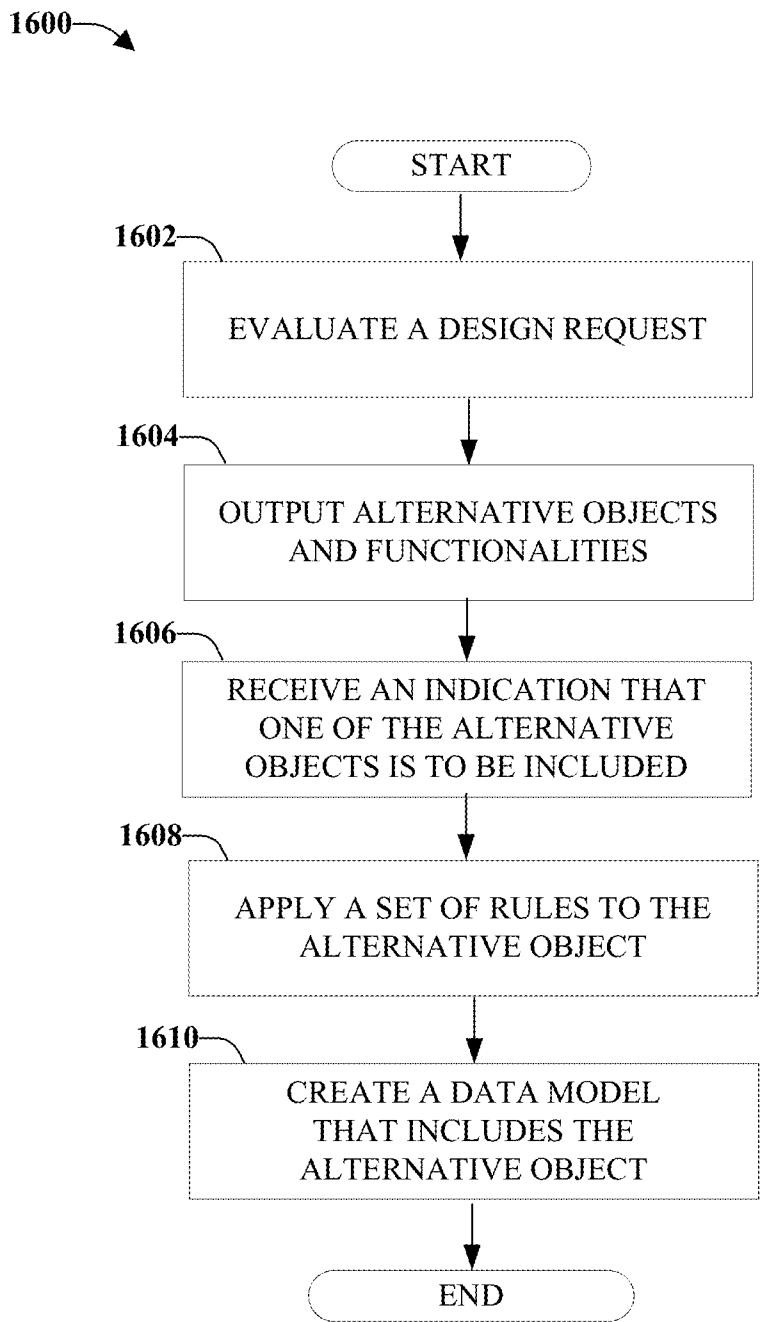 1600
START
1602
EVALUATE A DESIGN REQUEST
1604
OUTPUT ALTERNATIVE OBJECTS
AND FUNCTIONALITIES
1606
RECEIVE AN INDICATION THAT
ONE OF THE ALTERNATIVE
OBJECTS IS TO BE INCLUDED
1608
APPLY A SET OF RULES TO THE
ALTERNATIVE OBJECT
1610
CREATE A DATA MODEL
THAT INCLUDES THE
ALTERNATIVE OBJECT
END